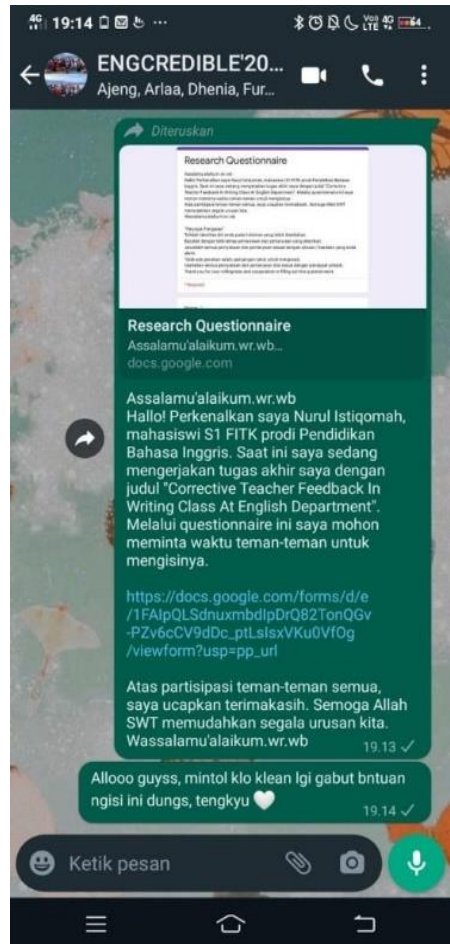 4G 19:14
Vo)) LTE 4G 64
ENGCREDIBLE'20...
Ajeng, Arlaa, Dhenia, Fur...
Diteruskan
Research Questionnaire
Research Questionnaire
Assalamu'alaikum.wr.wb...
docs.google.com
Assalamu'alaikum.wr.wb
Hallo! Perkenalkan saya Nurul Istiqomah,
mahasiswi S1 FITK prodi Pendidikan
Bahasa Inggris. Saat ini saya sedang
mengerjakan tugas akhir saya dengan
judul "Corrective Teacher Feedback In
Writing Class At English Department".
Melalui questionnaire ini saya mohon
meminta waktu teman-teman untuk
mengisinya.
https://docs.google.com/forms/d/e
/1FAIpQLSdnuxmbdIpDrQ82TonQGv
-PZv6cCV9dDc_ptLsIsxVKu0VfOg
/viewform?usp=pp_url
Atas partisipasi teman-teman semua,
saya ucapkan terimakasih. Semoga Allah
SWT memudahkan segala urusan kita.
Wassalamu'alaikum.wr.wb
19.13
Allooo guyss, mintol klo klean lgi gabut bntuan
ngisi ini dungs, tengkyu 🤍
19.14
Ketik pesan